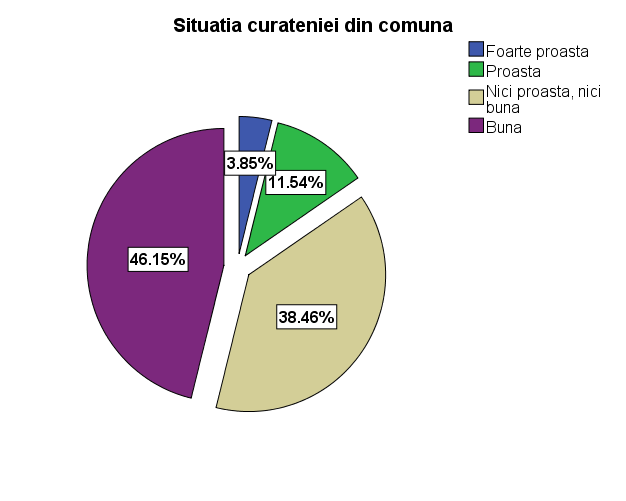 Situatia curateniei din comuna
Foarte proasta
Proasta
Nici proasta, nici
buna
Buna
3.85%
11.54%
46.15%
38.46%